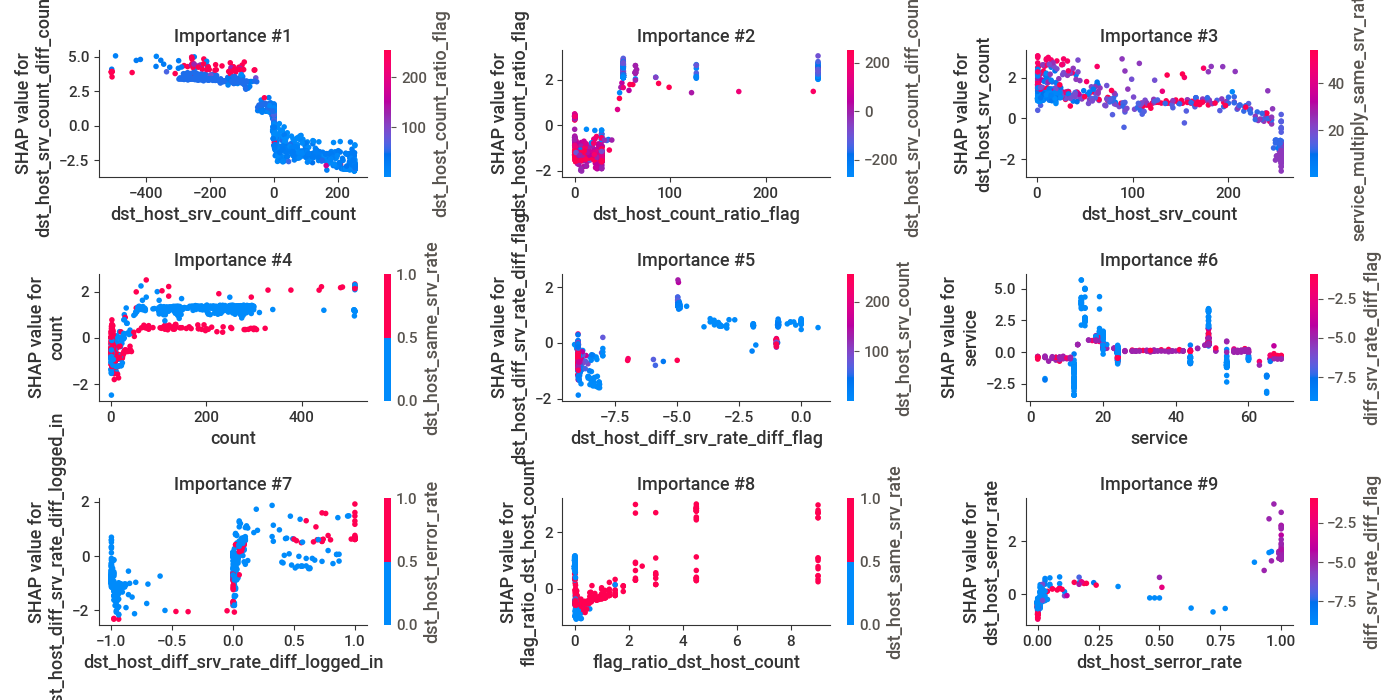 Importance #1
SHAP value for
dst_host_srv_count_diff_count
5.0
2.5
0.0
−2.5
−400
−200
0
200
dst_host_srv_count_diff_count
200
100
dst_host_count_ratio_flag
Importance #2
SHAP value for
dst_host_count_ratio_flag
2
0
−2
0
100
200
dst_host_count_ratio_flag
200
100
0
−100
−200
dst_host_srv_count_diff_coun
Importance #3
SHAP value for
dst_host_srv_count
2
0
−2
0
100
200
dst_host_srv_count
40
20
service_multiply_same_srv_rat
Importance #4
SHAP value for
count
2
0
−2
0
200
400
count
1.0
0.5
0.0
dst_host_same_srv_rate
Importance #5
SHAP value for
dst_host_diff_srv_rate_diff_flag
2
0
−2
−7.5
−5.0
−2.5
0.0
dst_host_diff_srv_rate_diff_flag
200
100
dst_host_srv_count
Importance #6
SHAP value for
service
5.0
2.5
0.0
−2.5
0
20
40
60
service
−2.5
−5.0
−7.5
diff_srv_rate_diff_flag
Importance #7
SHAP value for
st_host_diff_srv_rate_diff_logged_in
2
0
−2
−1.0
−0.5
0.0
0.5
1.0
dst_host_diff_srv_rate_diff_logged_in
1.0
0.5
0.0
dst_host_rerror_rate
Importance #8
SHAP value for
flag_ratio_dst_host_count
2
0
0
2
4
6
8
flag_ratio_dst_host_count
1.0
0.5
0.0
dst_host_same_srv_rate
Importance #9
SHAP value for
dst_host_serror_rate
2
0
0.00
0.25
0.50
0.75
1.00
dst_host_serror_rate
−2.5
−5.0
−7.5
diff_srv_rate_diff_flag